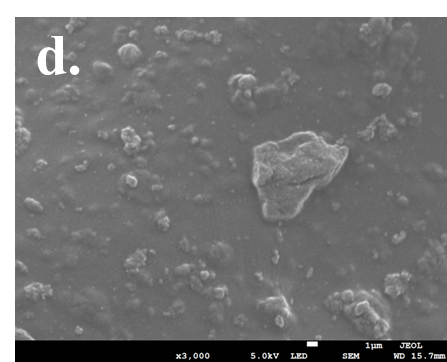 d.
1µm JEOL
x3,000 5.0kV LED SEM WD 15.7mm